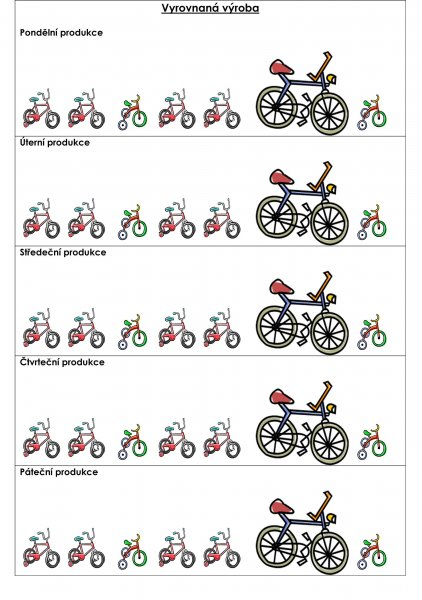 Vyrovnaná výroba
Pondělní produkce
Úterní produkce
Středeční produkce
Čtvrteční produkce
Páteční produkce